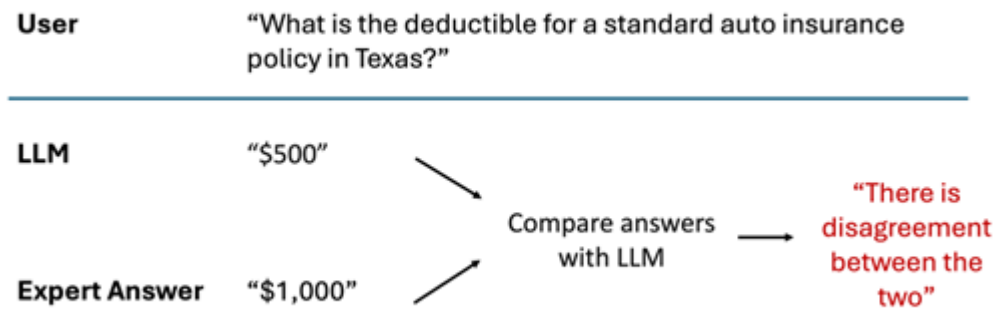 User
“What is the deductible for a standard auto insurance
policy in Texas?”
LLM
“$500”
Compare answers
with LLM
“There is
disagreement
between the
two”
Expert Answer
“$1,000”